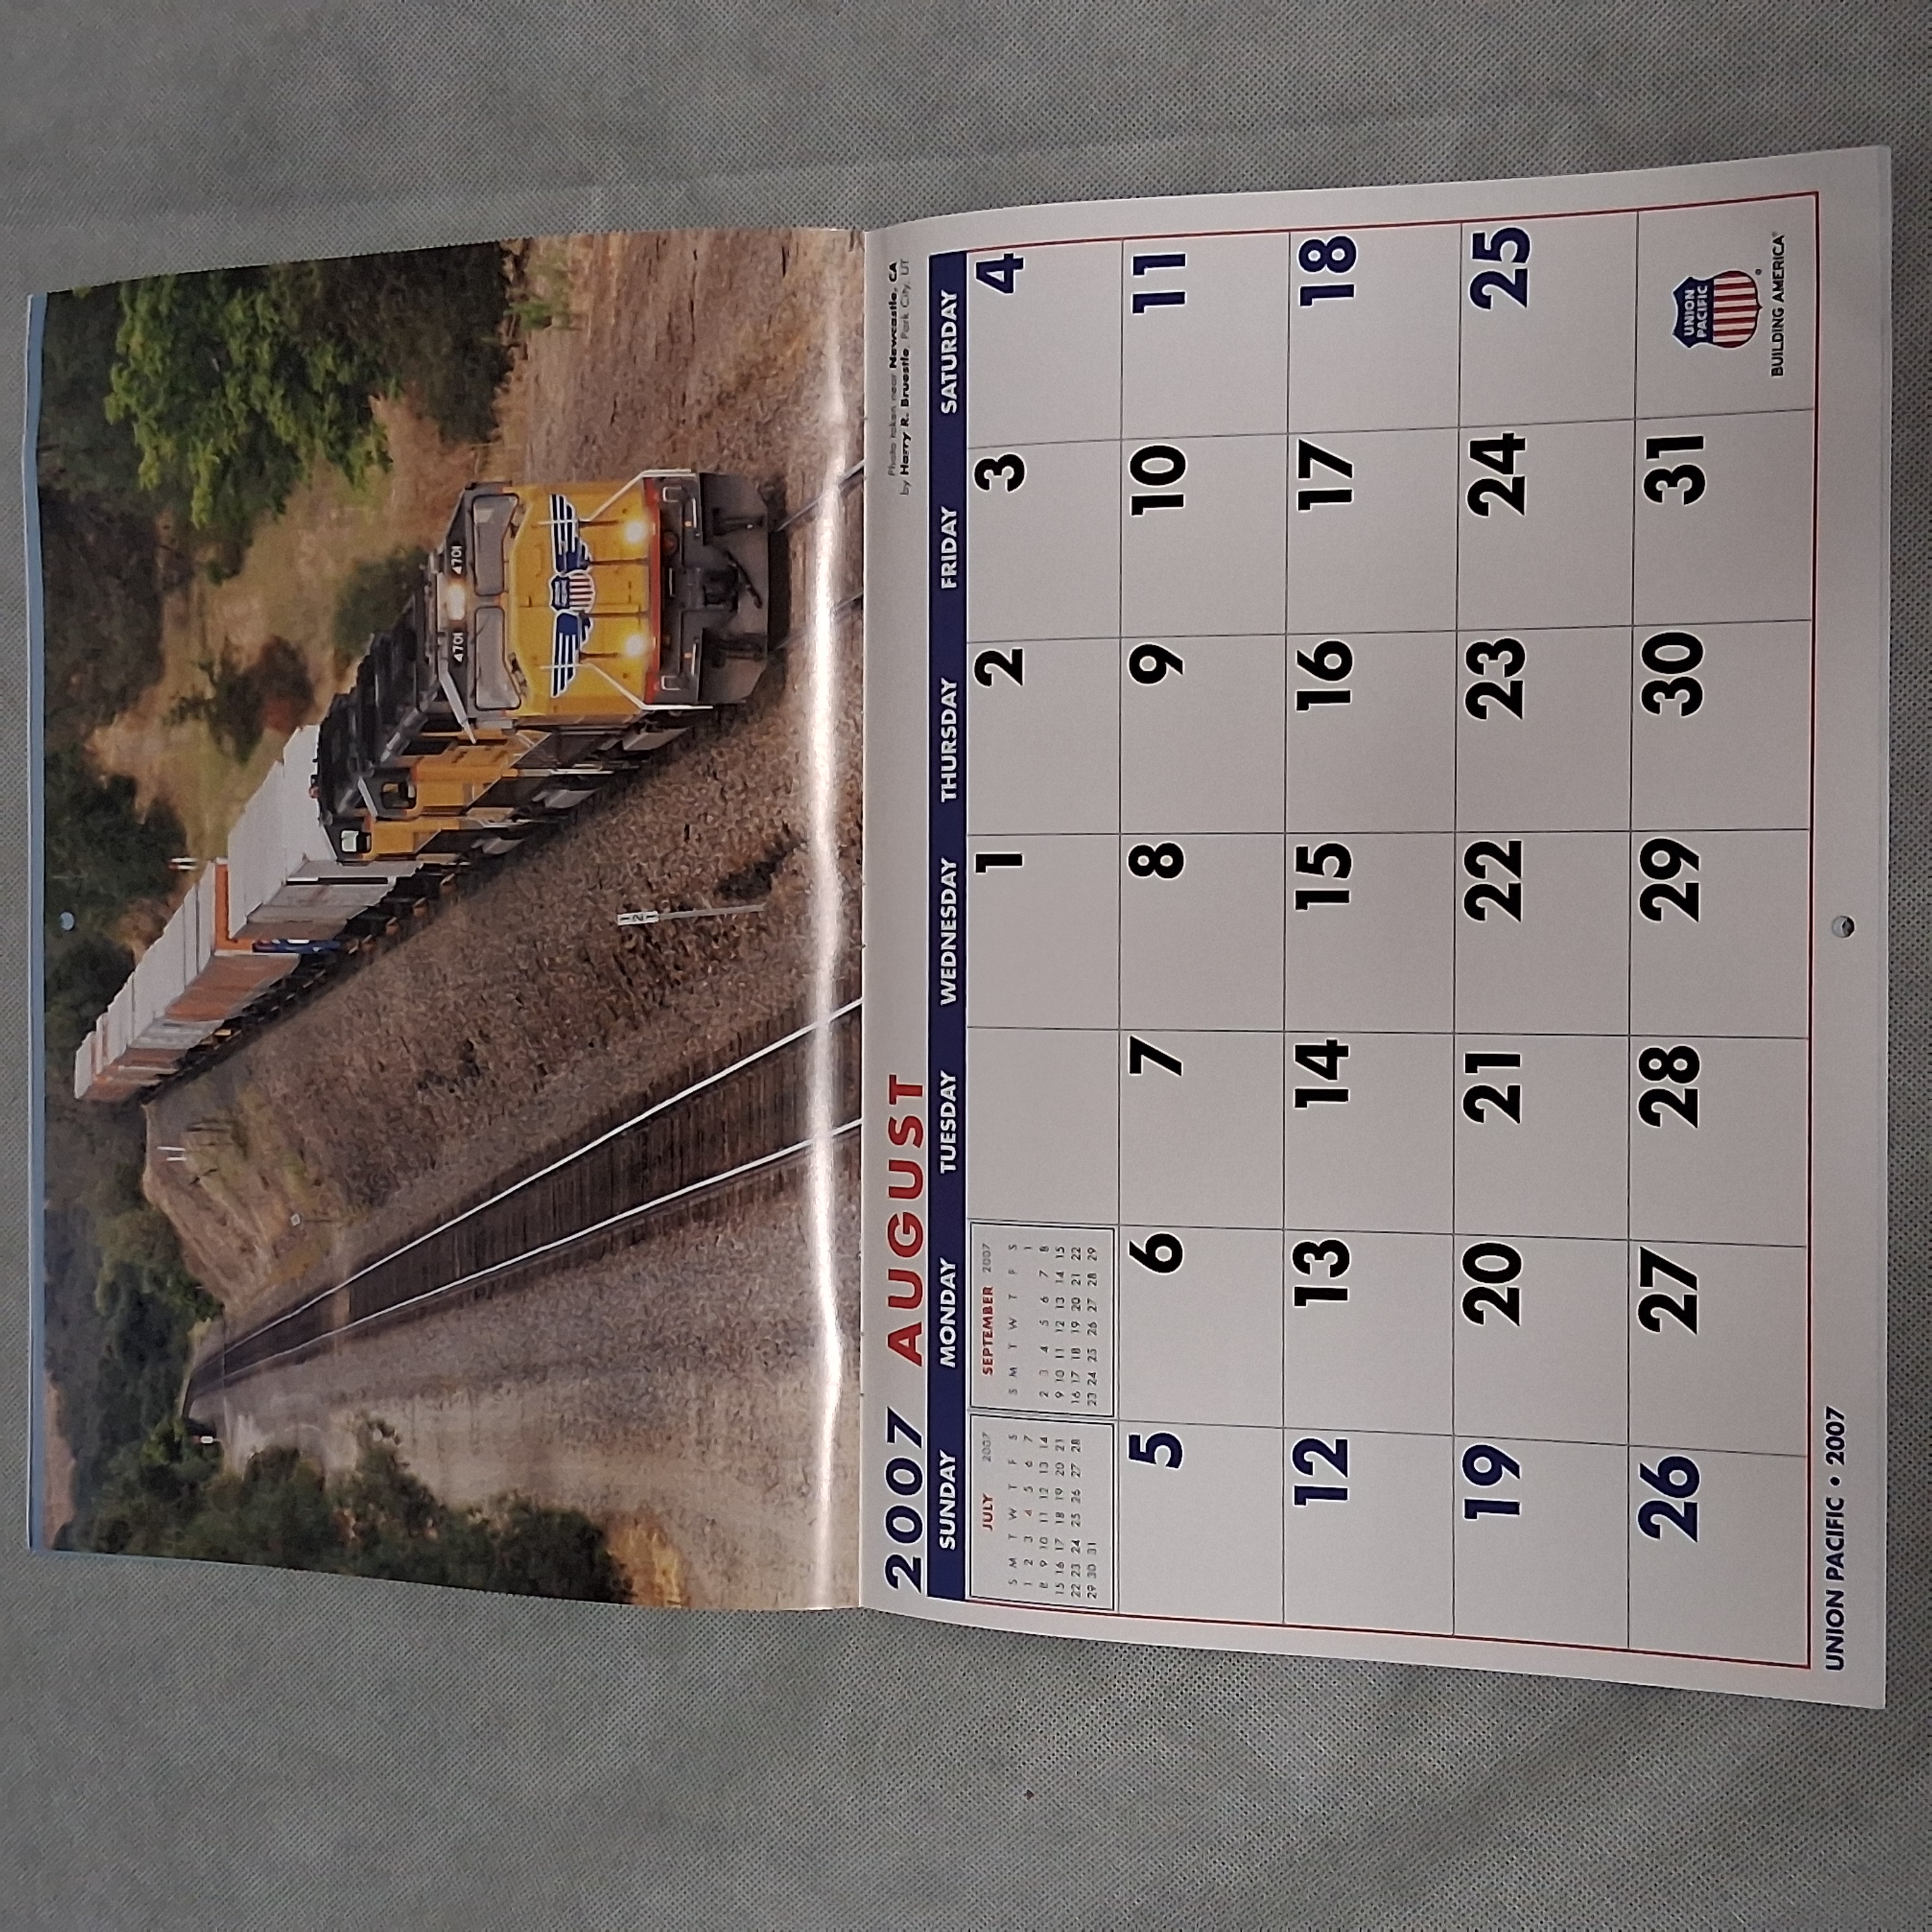 4701 4701
121
Photo taken near Newcastle, CA
by Harry R. Bruestle, Park City, UT
2007 AUGUST
SUNDAY MONDAY TUESDAY WEDNESDAY THURSDAY FRIDAY SATURDAY
JULY 2007
S M T W T F S
1 2 3 4 5 6 7
8 9 10 11 12 13 14
15 16 17 18 19 20 21
22 23 24 25 26 27 28
29 30 31
SEPTEMBER 2007
S M T W T F S
1
2 3 4 5 6 7 8
9 10 11 12 13 14 15
16 17 18 19 20 21 22
23 24 25 26 27 28 29
1 2 3 4
5 6 7 8 9 10 11
12 13 14 15 16 17 18
19 20 21 22 23 24 25
26 27 28 29 30 31
UNION
PACIFIC
®
BUILDING AMERICA®
UNION PACIFIC • 2007